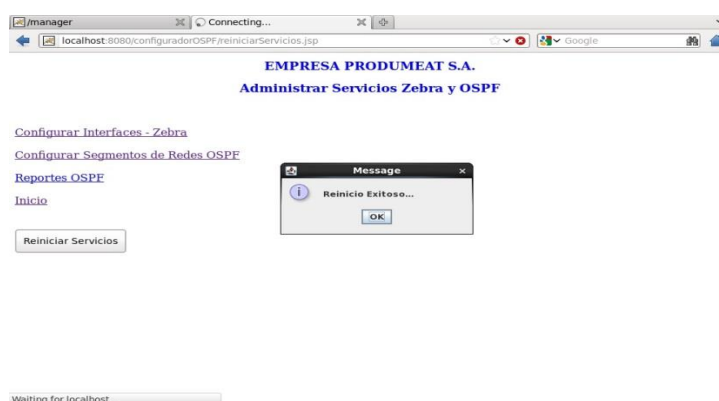 /manager
Connecting...
localhost:8080/configuradorOSPF/reiniciarServicios.jsp
Google
EMPRESA PRODUMEAT S.A.
Administrar Servicios Zebra y OSPF
Configurar Interfaces - Zebra
Configurar Segmentos de Redes OSPF
Reportes OSPF
Inicio
Reiniciar Servicios
Message
Reinicio Exitoso...
OK
Waiting for localhost